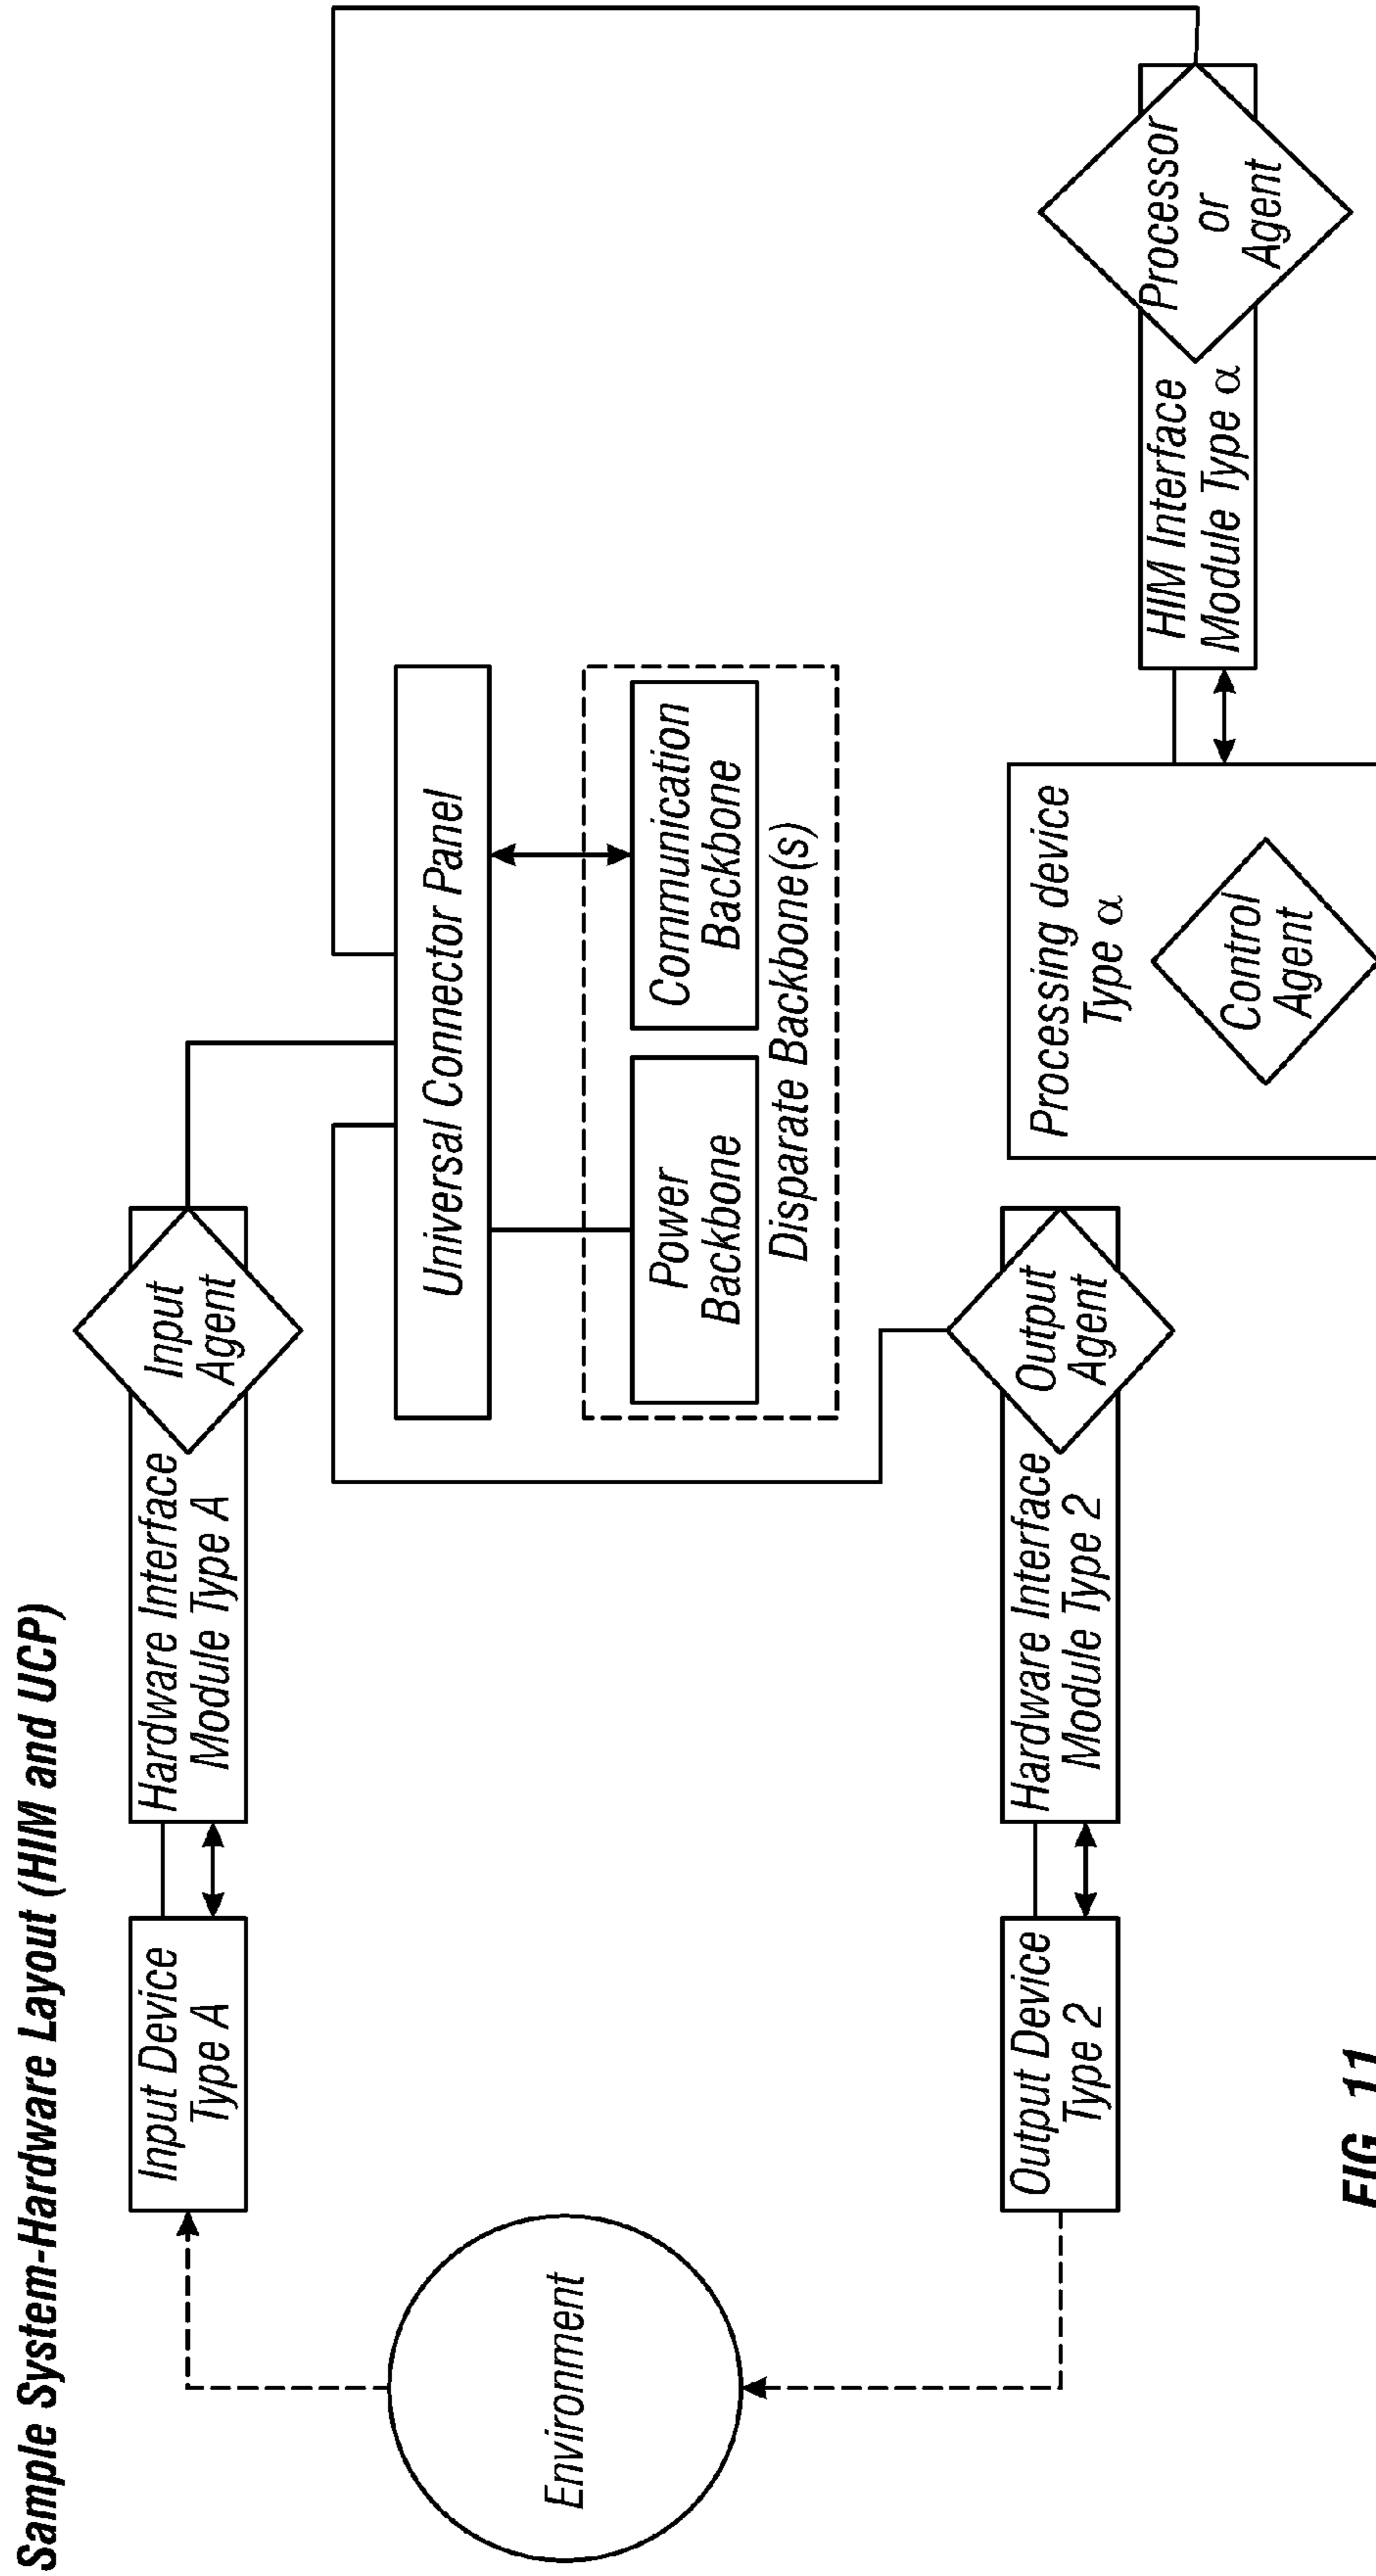 Sample System-Hardware Layout (HIM and UCP)
Input Device
Type A
Hardware Interface
Module Type A
Input
Agent
Environment
Universal Connector Panel
Power
Backbone
Communication
Backbone
Disparate Backbone(s)
Output Device
Type 2
Hardware Interface
Module Type 2
Output
Agent
Processing device
Type α
Control
Agent
HIM Interface
Module Type α
Processor
or
Agent
FIG. 11